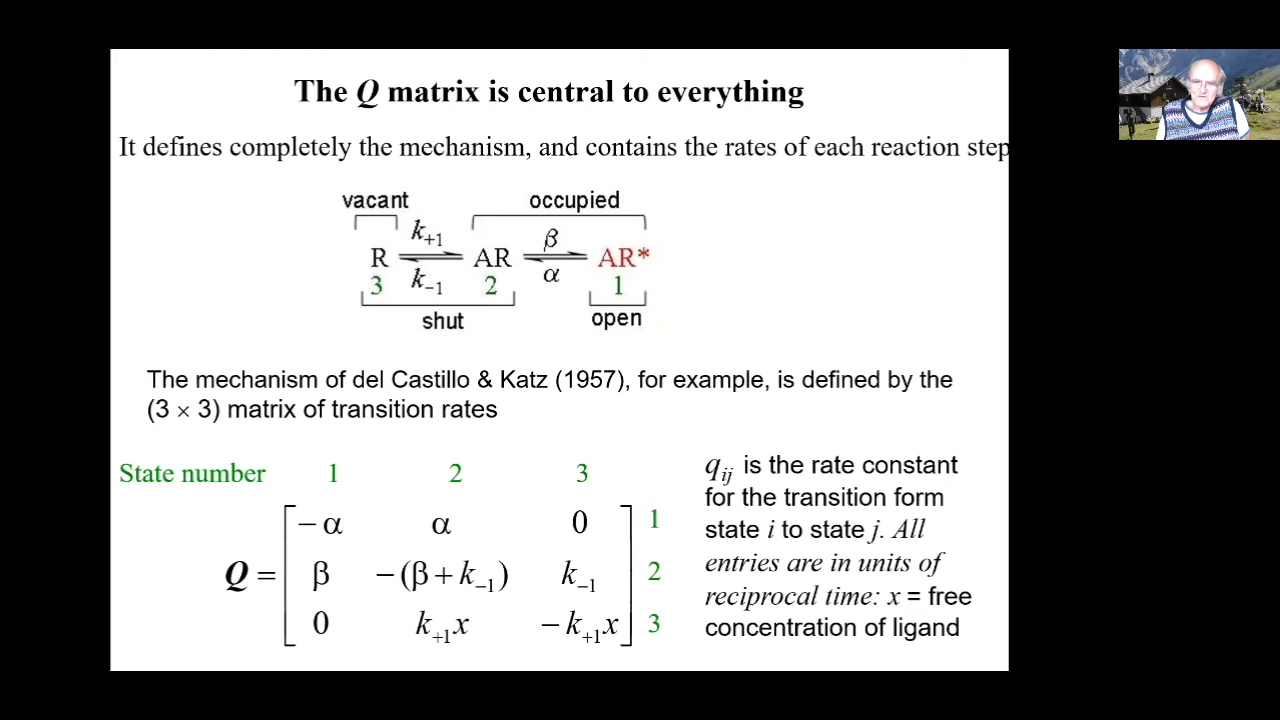 The Q matrix is central to everything
It defines completely the mechanism, and contains the rates of each reaction step
vacant occupied
k₊₁ β
R ⇌ AR ⇌ AR*
k₋₁ α
3 2 1
shut open
The mechanism of del Castillo & Katz (1957), for example, is defined by the
(3 × 3) matrix of transition rates
State number 1 2 3
−α α 0 1
Q = β −(β + k₋₁) k₋₁ 2
0 k₊₁x −k₊₁x 3
qᵢⱼ is the rate constant
for the transition form
state i to state j. All
entries are in units of
reciprocal time: x = free
concentration of ligand